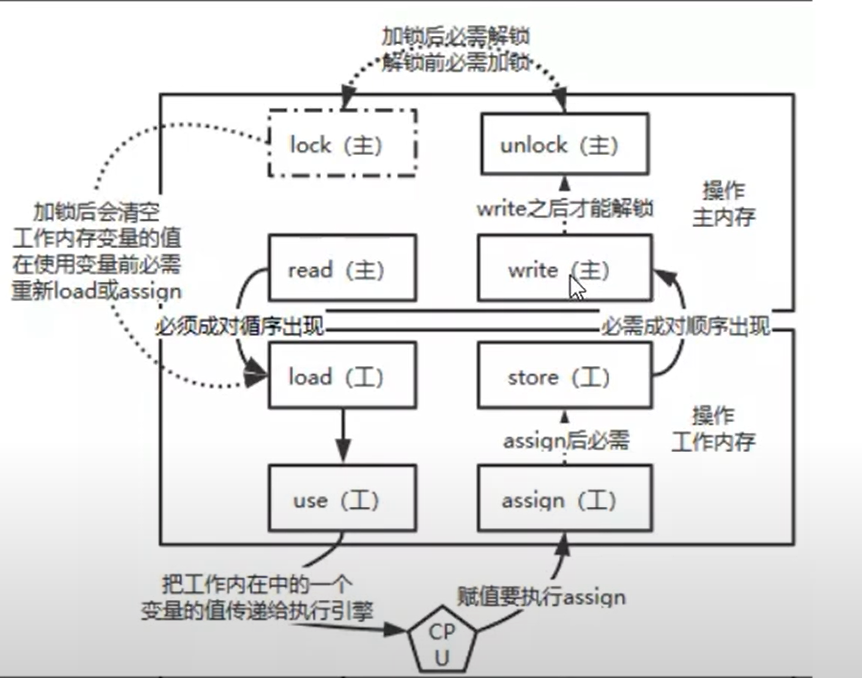 加锁后必需解锁
解锁前必需加锁
lock（主）
unlock（主）
操作
主内存
write之后才能解锁
加锁后会清空
工作内存变量的值
在使用变量前必需
重新load或assign
read（主）
write（主）
必须成对循序出现
必需成对顺序出现
load（工）
store（工）
操作
工作内存
assign后必需
use（工）
assign（工）
把工作内在中的一个
变量的值传递给执行引擎
赋值要执行assign
CP
U